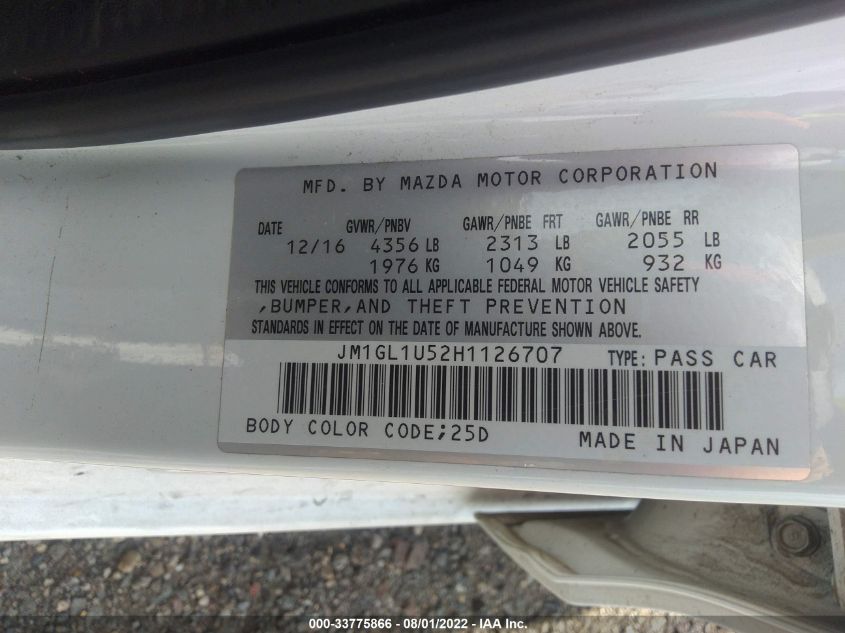 MFD. BY MAZDA MOTOR CORPORATION
DATE GVWR/PNBV GAWR/PNBE FRT GAWR/PNBE RR
12/16 4356 LB 2313 LB 2055 LB
1976 KG 1049 KG 932 KG
THIS VEHICLE CONFORMS TO ALL APPLICABLE FEDERAL MOTOR VEHICLE SAFETY
,BUMPER,AND THEFT PREVENTION
STANDARDS IN EFFECT ON THE DATE OF MANUFACTURE SHOWN ABOVE.
JM1GL1U52H1126707 TYPE: PASS CAR
BODY COLOR CODE;25D MADE IN JAPAN
000-33775866 - 08/01/2022 - IAA Inc.